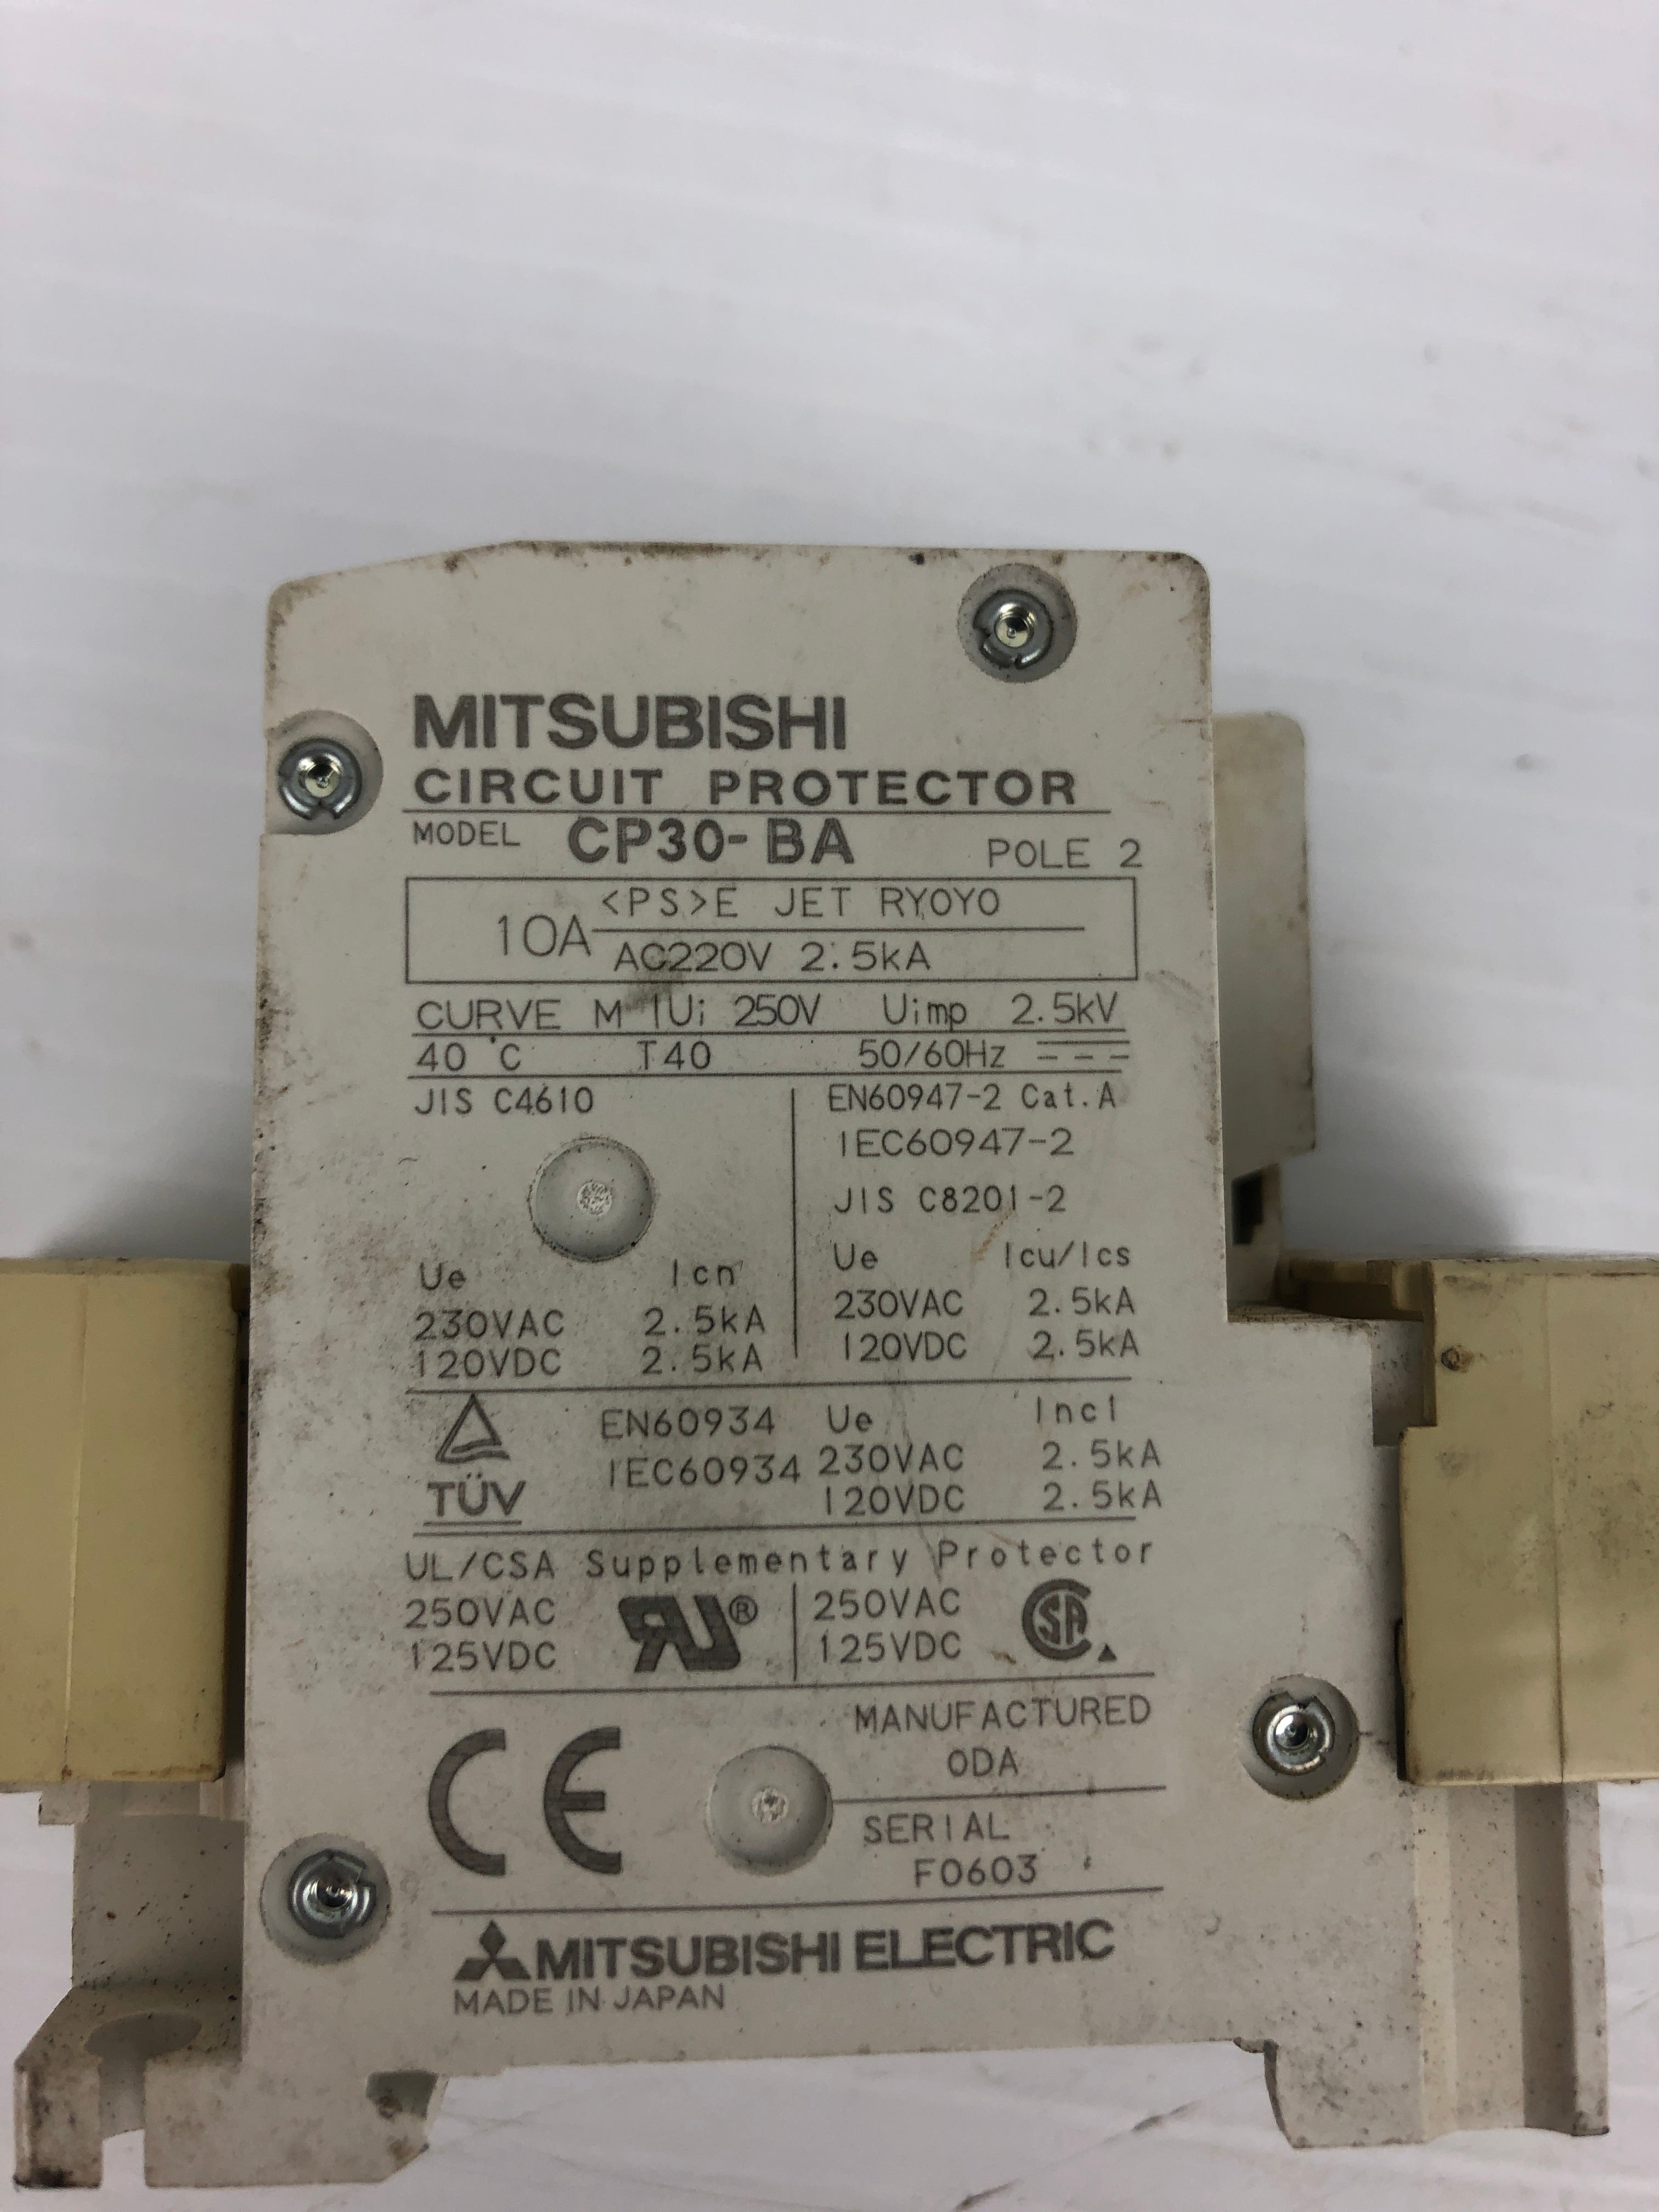 MITSUBISHI
CIRCUIT PROTECTOR
MODEL CP30-BA POLE 2
10A <PS>E JET RYOYO
AC220V 2.5kA
CURVE M Ui 250V Uimp 2.5kV
40 °C T40 50/60Hz
JIS C4610
Ue Icn
230VAC 2.5kA
120VDC 2.5kA
EN60947-2 Cat.A
IEC60947-2
JIS C8201-2
Ue Icu/Ics
230VAC 2.5kA
120VDC 2.5kA
TÜV
EN60934
IEC60934
Ue Incl
230VAC 2.5kA
120VDC 2.5kA
UL/CSA Supplementary Protector
250VAC
125VDC
RU®
250VAC
125VDC
CSA
CE
MANUFACTURED
ODA
SERIAL
F0603
MITSUBISHI ELECTRIC
MADE IN JAPAN